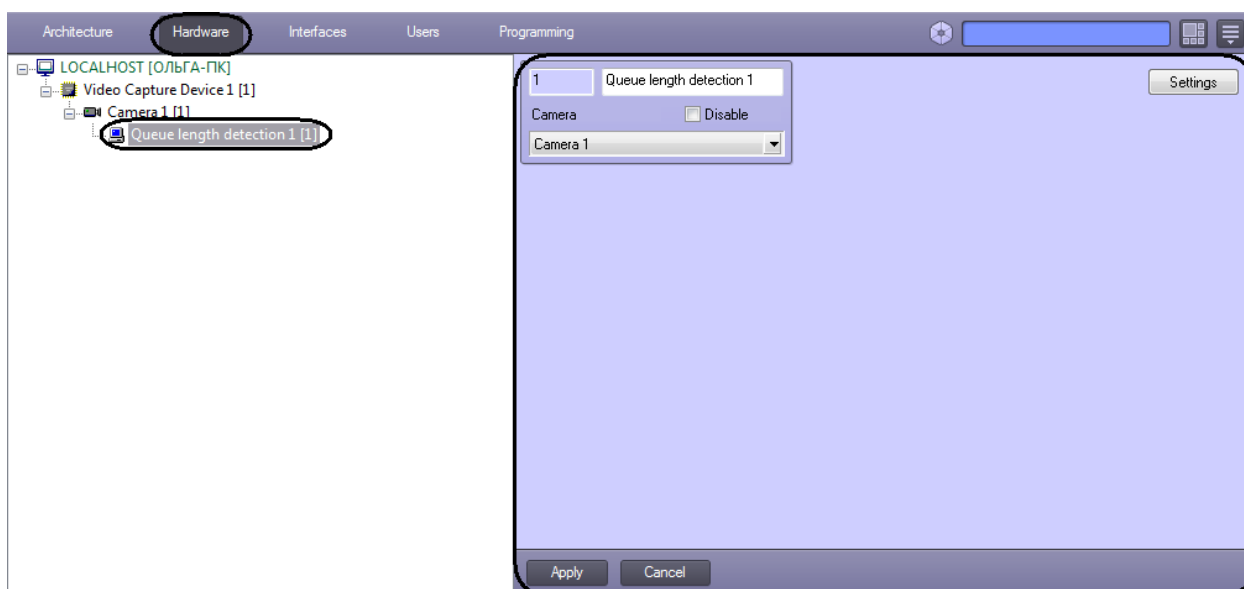 Architecture Hardware Interfaces Users Programming
LOCALHOST [ОЛЬГА-ПК]
Video Capture Device 1 [1]
Camera 1 [1]
Queue length detection 1 [1]
1 Queue length detection 1
Settings
Camera Disable
Camera 1
Apply Cancel